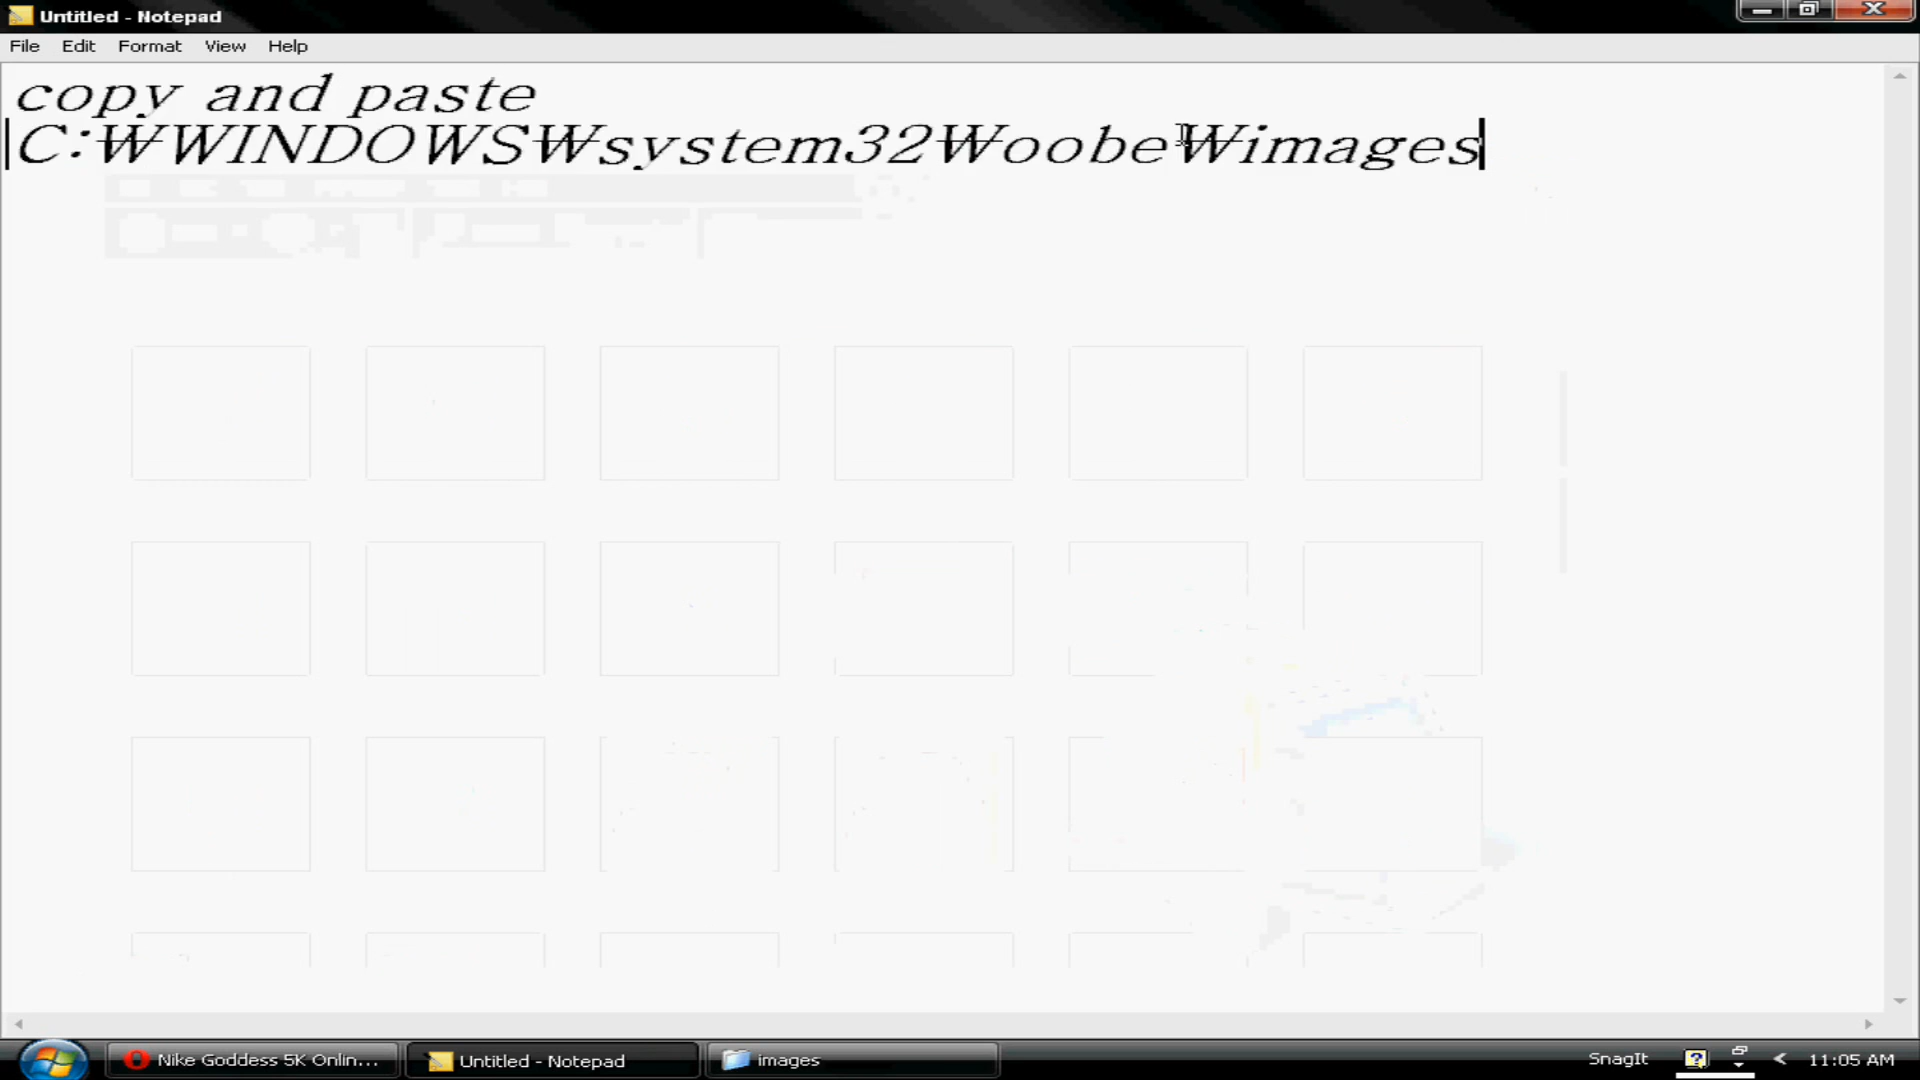 Untitled - Notepad
File Edit Format View Help
copy and paste
C:₩WINDOWS₩system32₩oobe₩images
Nike Goddess 5K Onlin...
Untitled - Notepad
images
SnagIt
11:05 AM